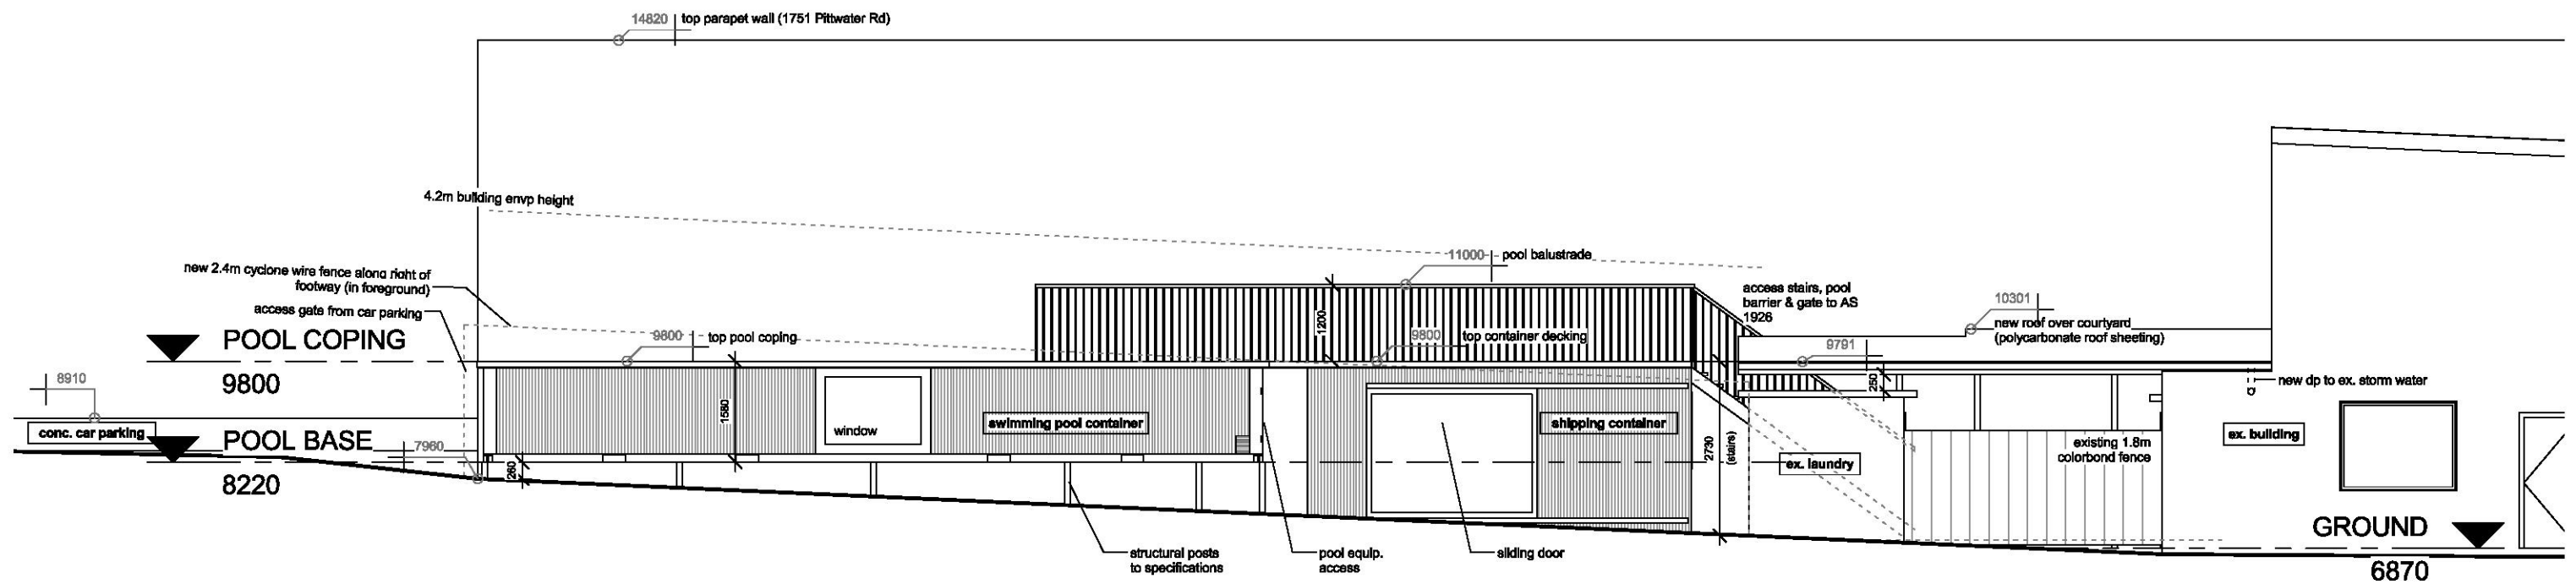 14820
top parapet wall (1751 Pittwater Rd)
4.2m building envp height
new 2.4m cyclone wire fence along right of
footway (in foreground)
access gate from car parking
11000
pool balustrade
access stairs, pool
barrier & gate to AS
1926
10301
new roof over courtyard
(polycarbonate roof sheeting)
POOL COPING
9800
9800
top pool coping
1200
9800
top container decking
9791
250
8910
conc. car parking
POOL BASE
8220
7960
260
1580
window
swimming pool container
shipping container
2730
(stairs)
ex. laundry
existing 1.8m
colorbond fence
new dp to ex. storm water
ex. building
structural posts
to specifications
pool equip.
access
sliding door
GROUND
6870